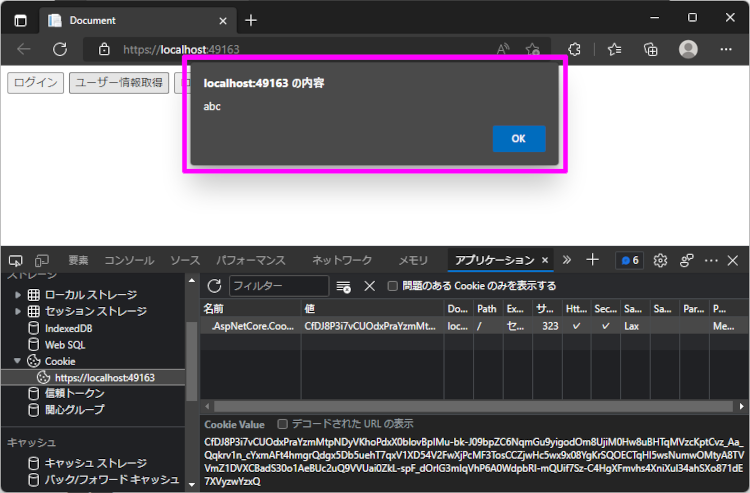 Document
https://localhost:49163
ログイン
ユーザー情報取得
localhost:49163 の内容
abc
OK
要素
コンソール
ソース
パフォーマンス
ネットワーク
メモリ
アプリケーション
6
ストレージ
ローカル ストレージ
セッション ストレージ
IndexedDB
Web SQL
Cookie
https://localhost:49163
信頼トークン
関心グループ
キャッシュ
キャッシュ ストレージ
バック/フォワード キャッシュ
フィルター
問題のある Cookie のみを表示する
名前 値 Do... Path Ex... サ... Htt... Sec... Sa... Sa... Par... P...
.AspNetCore.Coo... CfDJ8P3i7vCUOdxPraYzmMt... loc... / セ... 323 ✓ ✓ Lax Me...
Cookie Value デコードされた URL の表示
CfDJ8P3i7vCUOdxPraYzmMtpNDyVKhoPdxX0blovBpIMu-bk-J09bpZC6NqmGu9yigodOm8UjiM0Hw8uBHTqMVzcKptCvz_Aa_
Qqkrv1n_cYxmAFt4hmgrQdgx5Db5uehT7qxV1XD54V2FwXjPcMF3TosCCZjwHc5wx9x08YgKrSQOECTqHI5wsNumwOMtyA8TV
VmZ1DVXCBadS30o1AeBUc2uQ9VVUai0ZkL-spF_dOrlG3mIqVhP6A0WdpbRI-mQUif7Sz-C4HgXFmvhs4XniXuI34ahSXo871dE
7XVyzwYzxQ